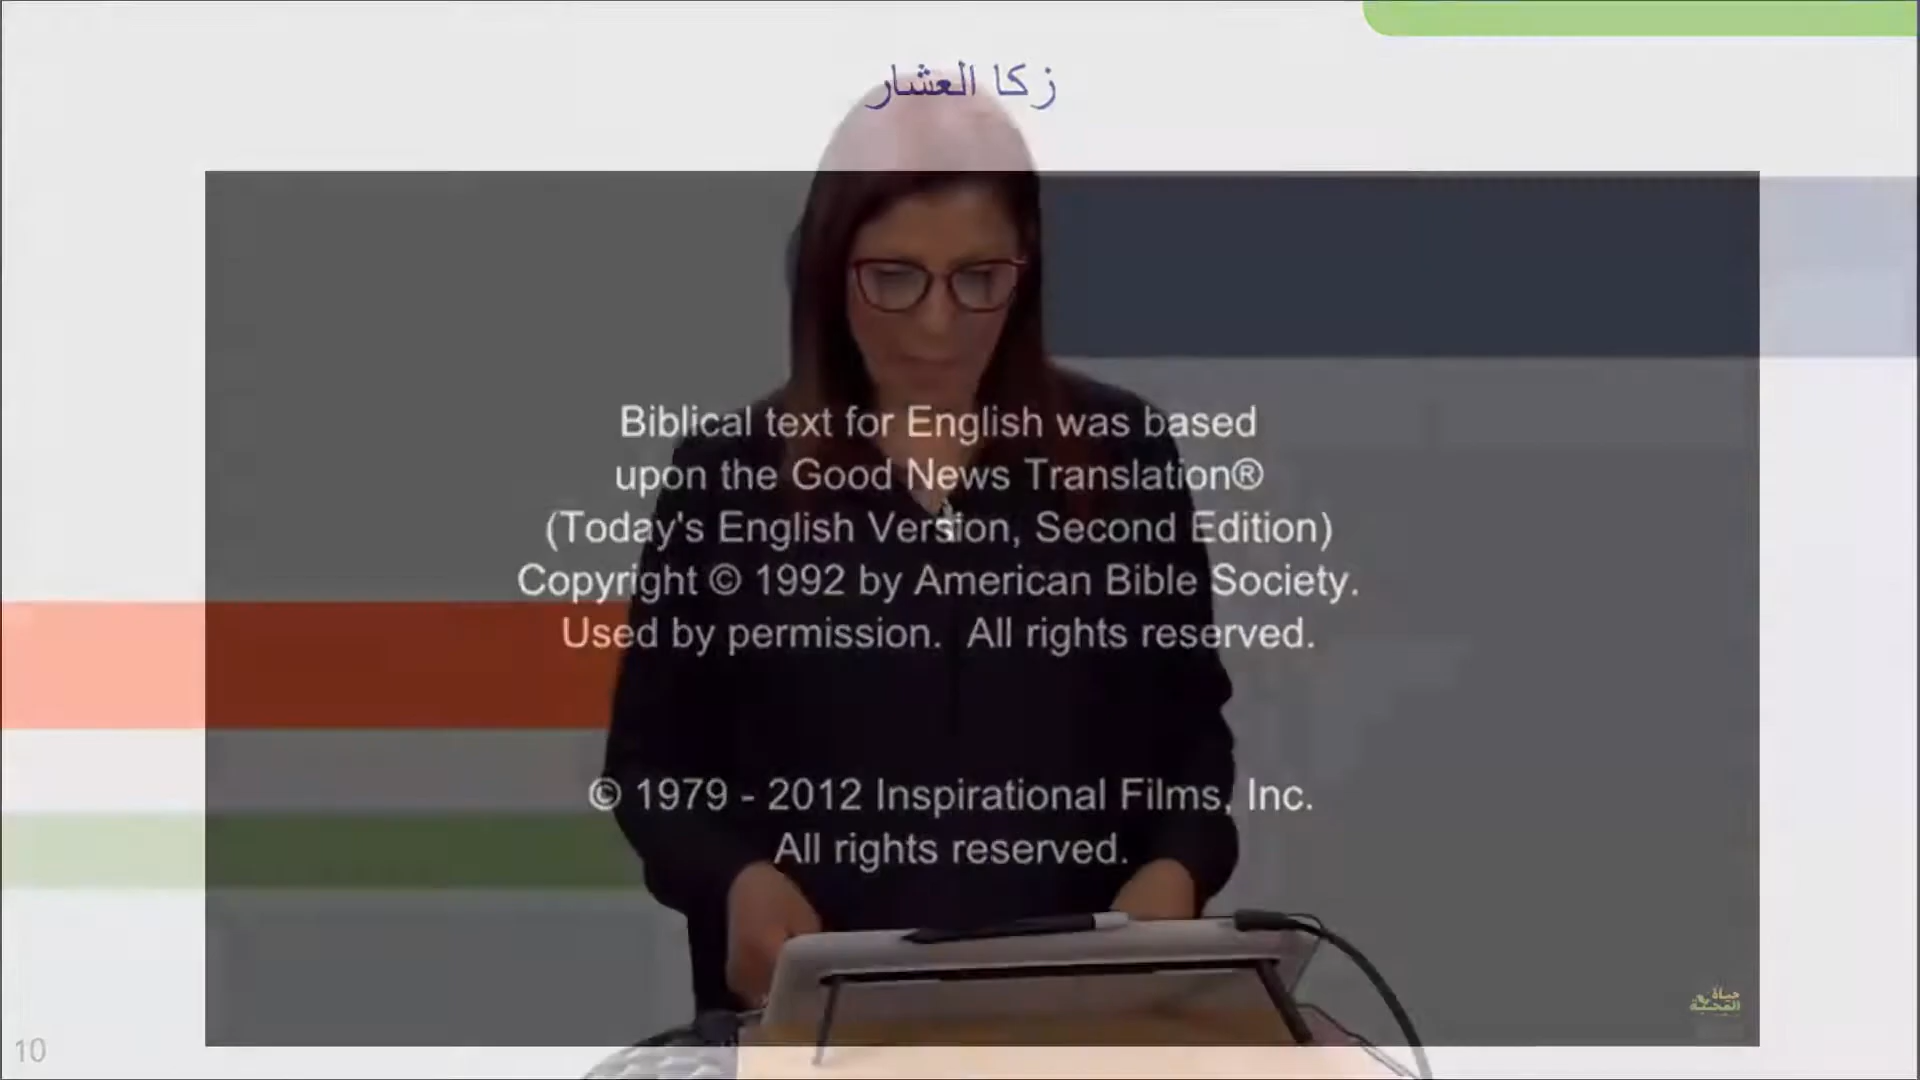 زكا العشار
Biblical text for English was based
upon the Good News Translation®
(Today's English Version, Second Edition)
Copyright © 1992 by American Bible Society.
Used by permission. All rights reserved.
© 1979 - 2012 Inspirational Films, Inc.
All rights reserved.
حياة
المحبة
10